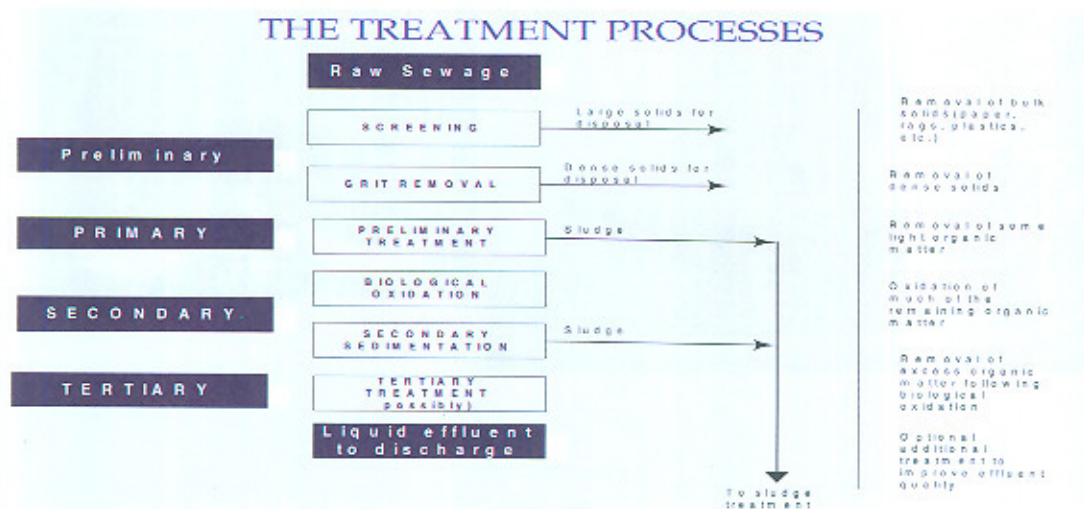 THE TREATMENT PROCESSES
Raw Sewage
Preliminary
SCREENING
Large solids for
disposal
Removal of bulk
solids(paper,
rags, plastics,
etc.)
GRIT REMOVAL
Dense solids for
disposal
Removal of
dense solids
PRIMARY
PRELIMINARY
TREATMENT
Sludge
Removal of some
light organic
matter
SECONDARY.
BIOLOGICAL
OXIDATION
Oxidation of
much of the
remaining organic
matter
SECONDARY
SEDIMENTATION
Sludge
Removal of
excess organic
matter following
biological
oxidation
TERTIARY
TERTIARY
TREATMENT
possibly)
Optional
additional
treatment to
improve effluent
quality
Liquid effluent
to discharge
To sludge
treatment